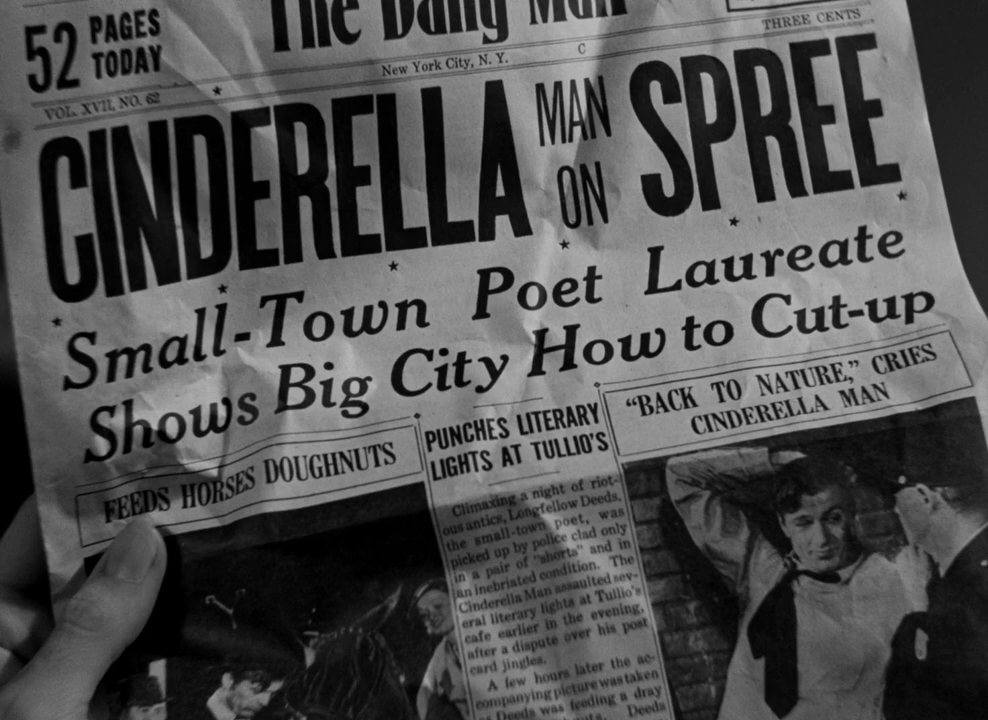 52 PAGES TODAY
The Daily
THREE CENTS
New York City, N. Y.
C
VOL. XVII, NO. 62
CINDERELLA MAN ON SPREE
Small-Town Poet Laureate
Shows Big City How to Cut-up
FEEDS HORSES DOUGHNUTS
PUNCHES LITERARY
LIGHTS AT TULLIO'S
"BACK TO NATURE," CRIES
CINDERELLA MAN
Climaxing a night of riot-
ous antics, Longfellow Deeds,
the small-town poet, was
picked up by police clad only
in a pair of "shorts" and in
an inebriated condition. The
Cinderella Man assaulted sev-
eral literary lights at Tullio's
cafe earlier in the evening,
after a dispute over his post
card jingles.
A few hours later the ac-
companying picture was taken
as Deeds was feeding a dray
Deeds